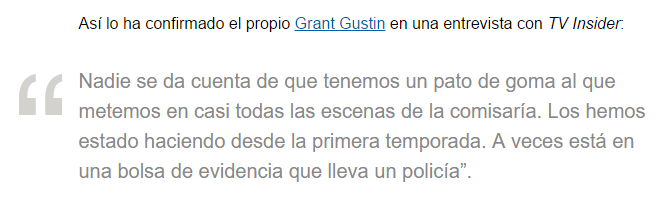 Así lo ha confirmado el propio Grant Gustin en una entrevista con TV Insider:
“ Nadie se da cuenta de que tenemos un pato de goma al que
metemos en casi todas las escenas de la comisaría. Los hemos
estado haciendo desde la primera temporada. A veces está en
una bolsa de evidencia que lleva un policía”.